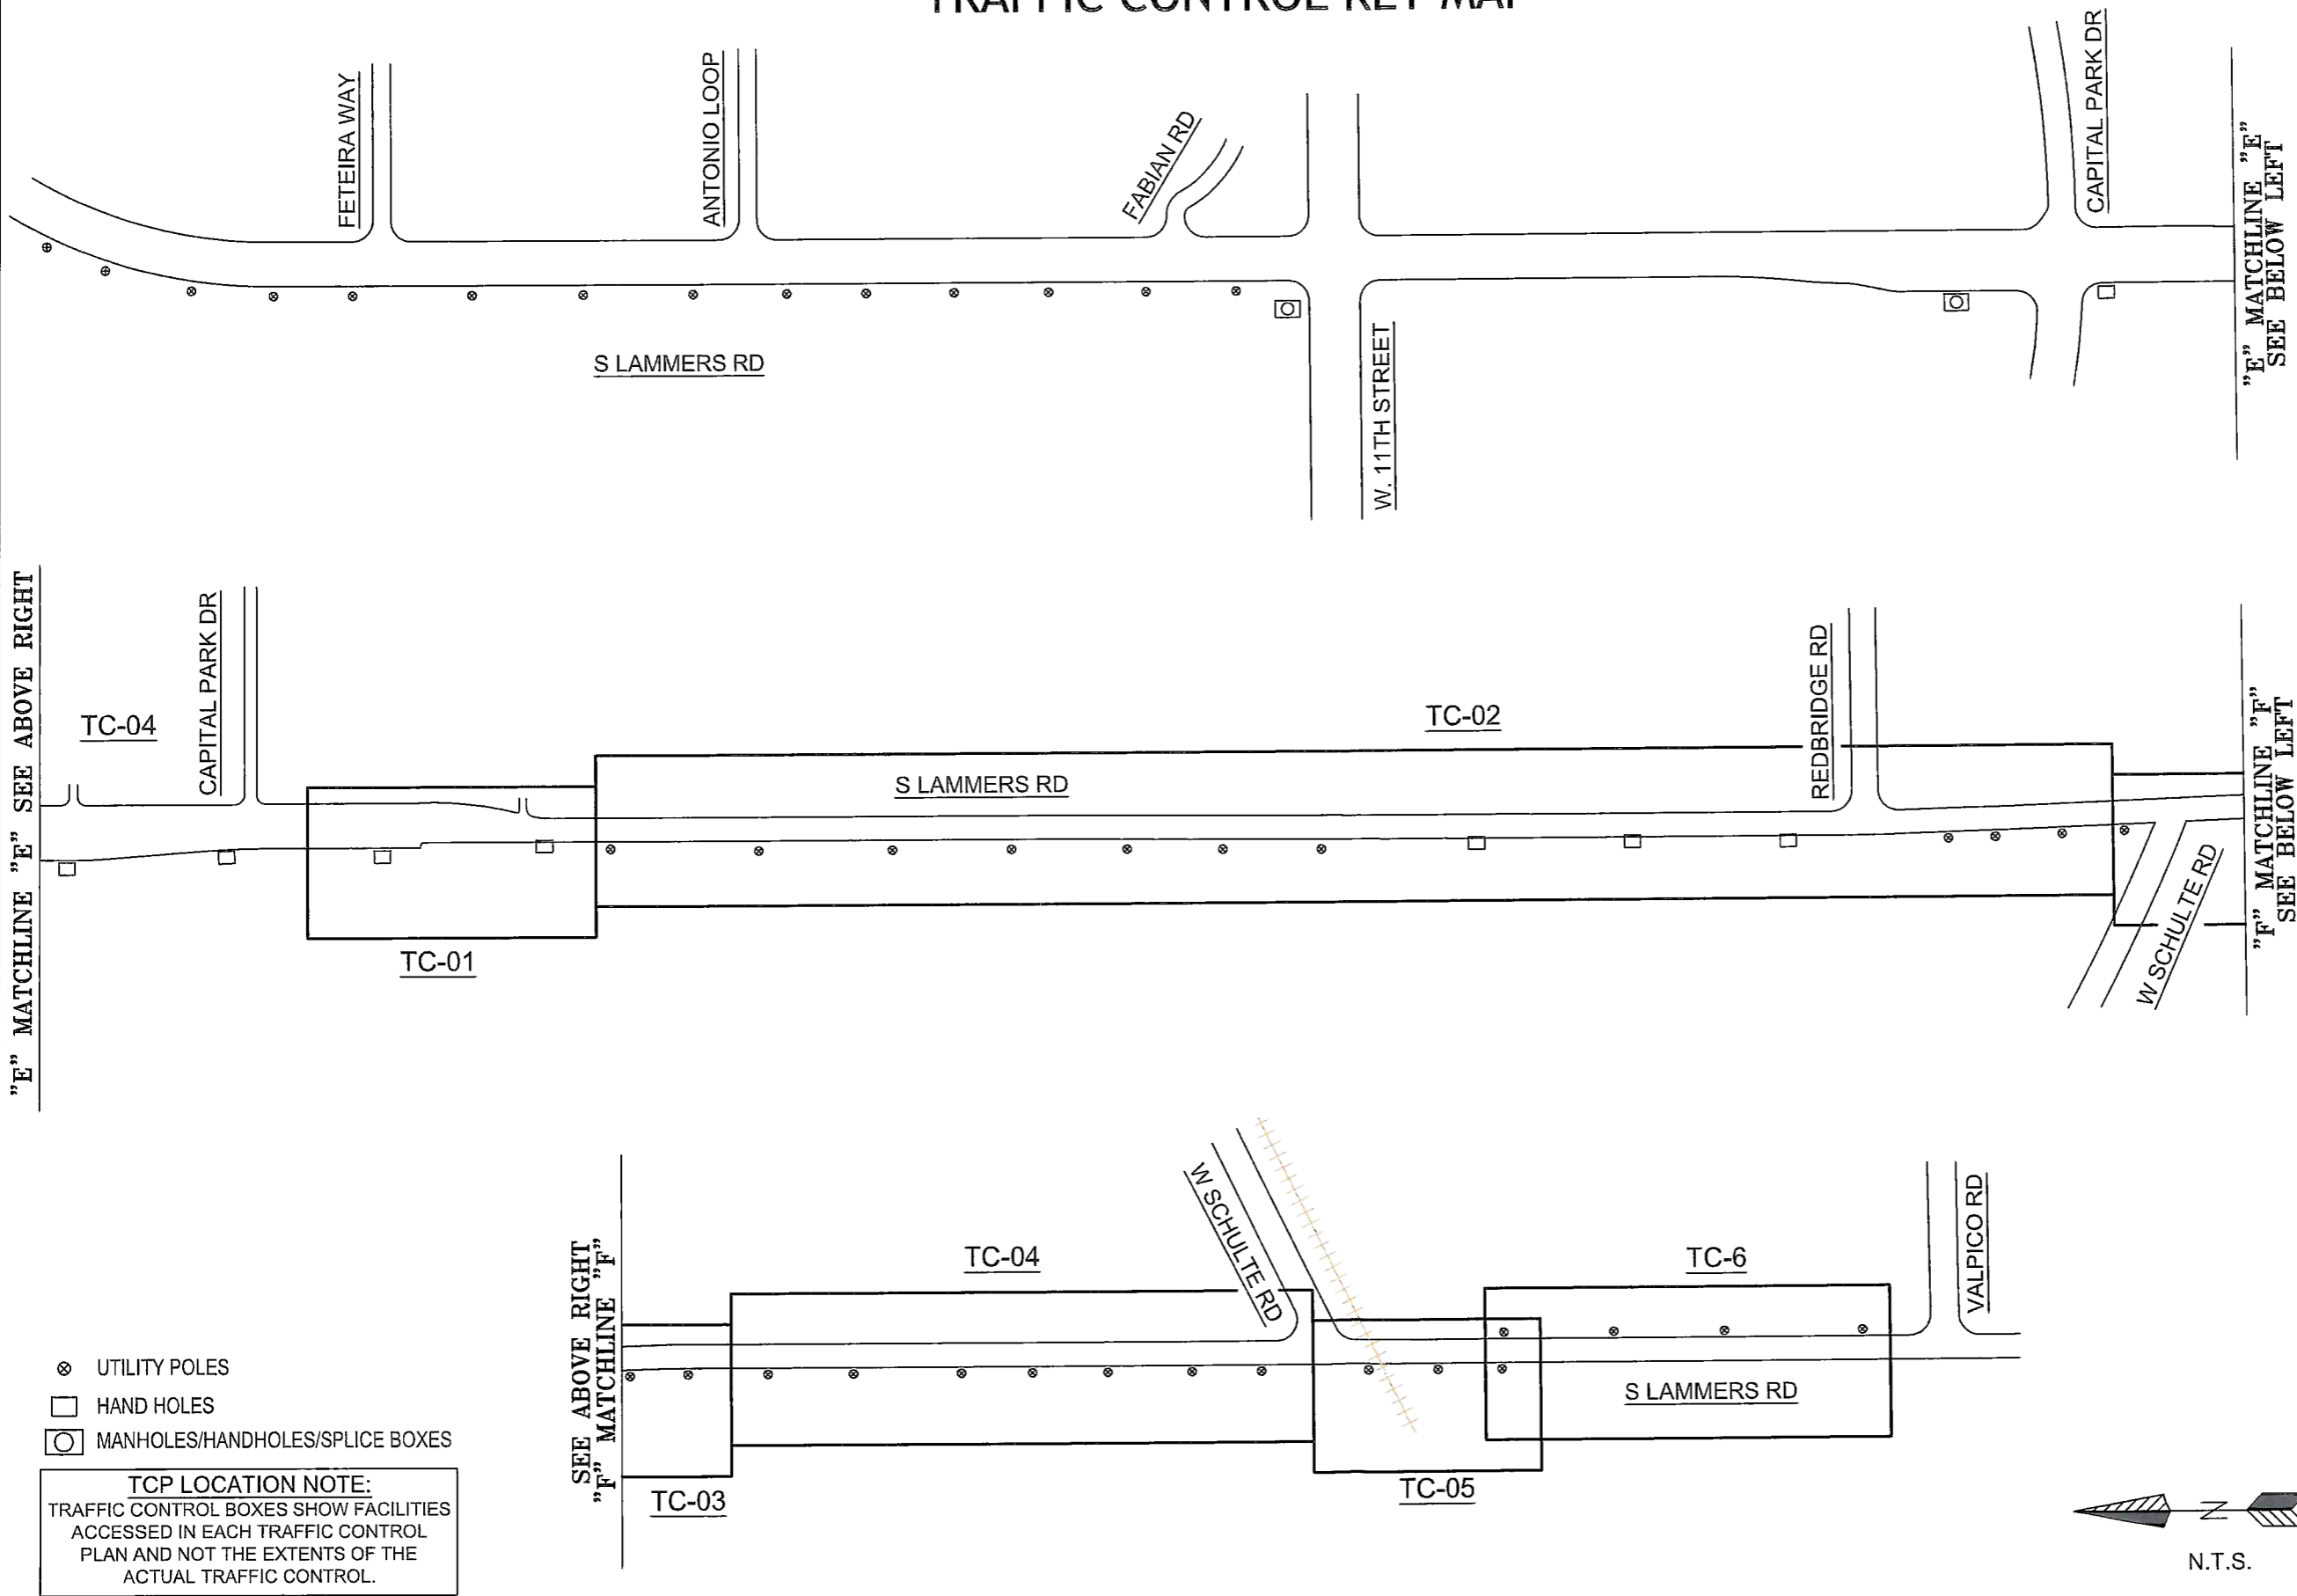 TRAFFIC CONTROL KEY MAP
FETEIRA WAY
ANTONIO LOOP
FABIAN RD
CAPITAL PARK DR
"E" MATCHLINE "E"
SEE BELOW LEFT
S LAMMERS RD
W. 11TH STREET
"E" MATCHLINE "E" SEE ABOVE RIGHT
TC-04
CAPITAL PARK DR
TC-02
REDBRIDGE RD
S LAMMERS RD
TC-01
W SCHULTE RD
"F" MATCHLINE "F"
SEE BELOW LEFT
SEE ABOVE RIGHT
"F" MATCHLINE "F"
TC-04
W SCHULTE RD
TC-6
VALPICO RD
S LAMMERS RD
TC-03
TC-05
UTILITY POLES
HAND HOLES
MANHOLES/HANDHOLES/SPLICE BOXES
TCP LOCATION NOTE:
TRAFFIC CONTROL BOXES SHOW FACILITIES
ACCESSED IN EACH TRAFFIC CONTROL
PLAN AND NOT THE EXTENTS OF THE
ACTUAL TRAFFIC CONTROL.
N
N.T.S.